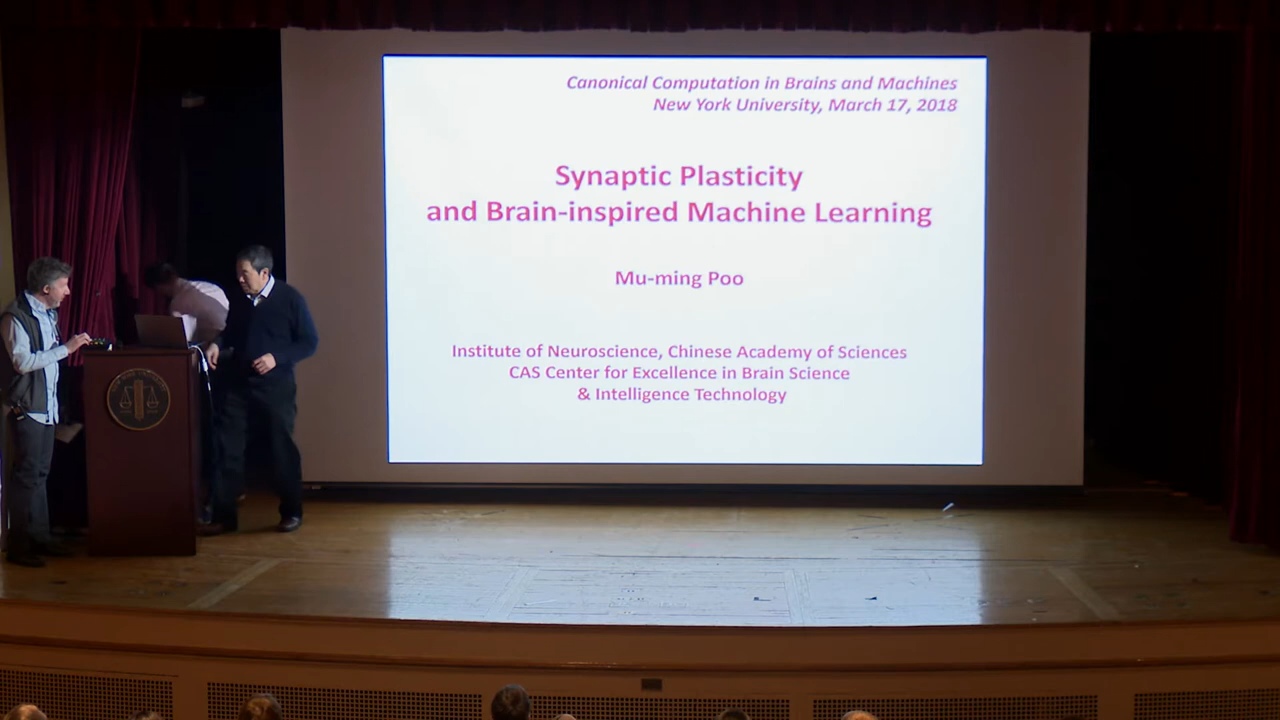 Canonical Computation in Brains and Machines
New York University, March 17, 2018
Synaptic Plasticity
and Brain-inspired Machine Learning
Mu-ming Poo
Institute of Neuroscience, Chinese Academy of Sciences
CAS Center for Excellence in Brain Science
& Intelligence Technology